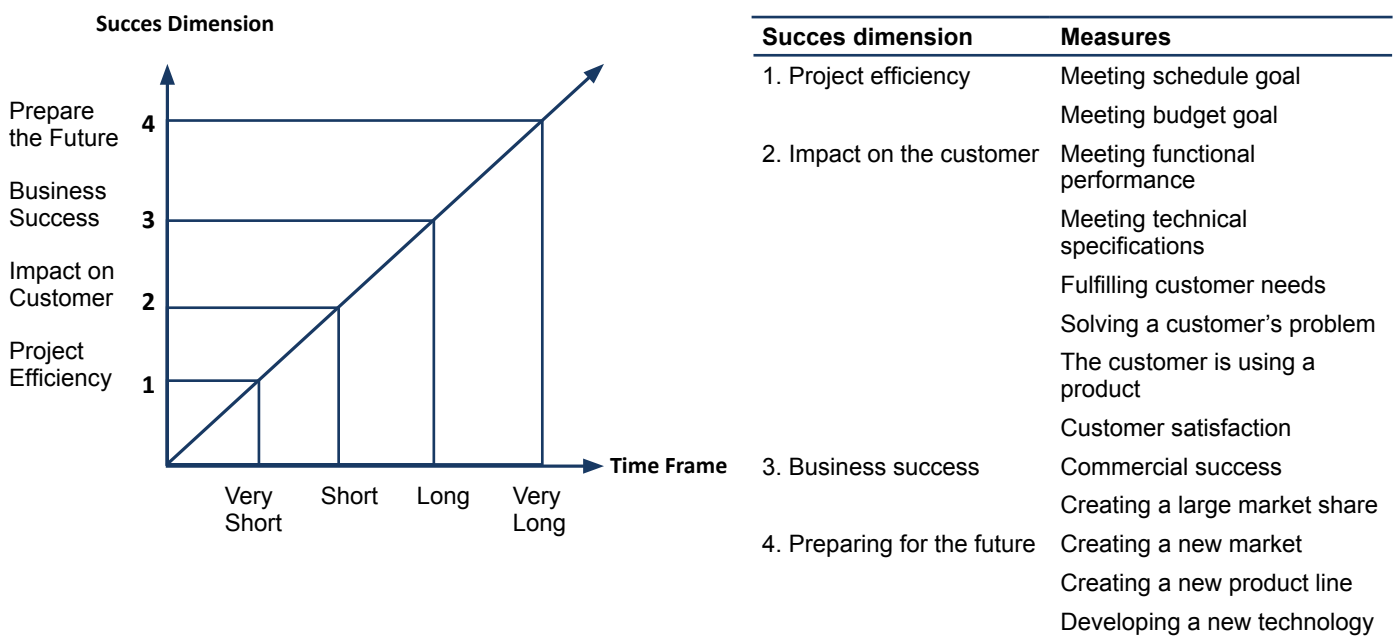 Succes Dimension
Prepare
the Future
4
Business
Success
3
Impact on
Customer
2
Project
Efficiency
1
Time Frame
Very
Short
Short
Long
Very
Long
Succes dimension Measures
1. Project efficiency Meeting schedule goal
Meeting budget goal
2. Impact on the customer Meeting functional
performance
Meeting technical
specifications
Fulfilling customer needs
Solving a customer’s problem
The customer is using a
product
Customer satisfaction
3. Business success Commercial success
Creating a large market share
4. Preparing for the future Creating a new market
Creating a new product line
Developing a new technology